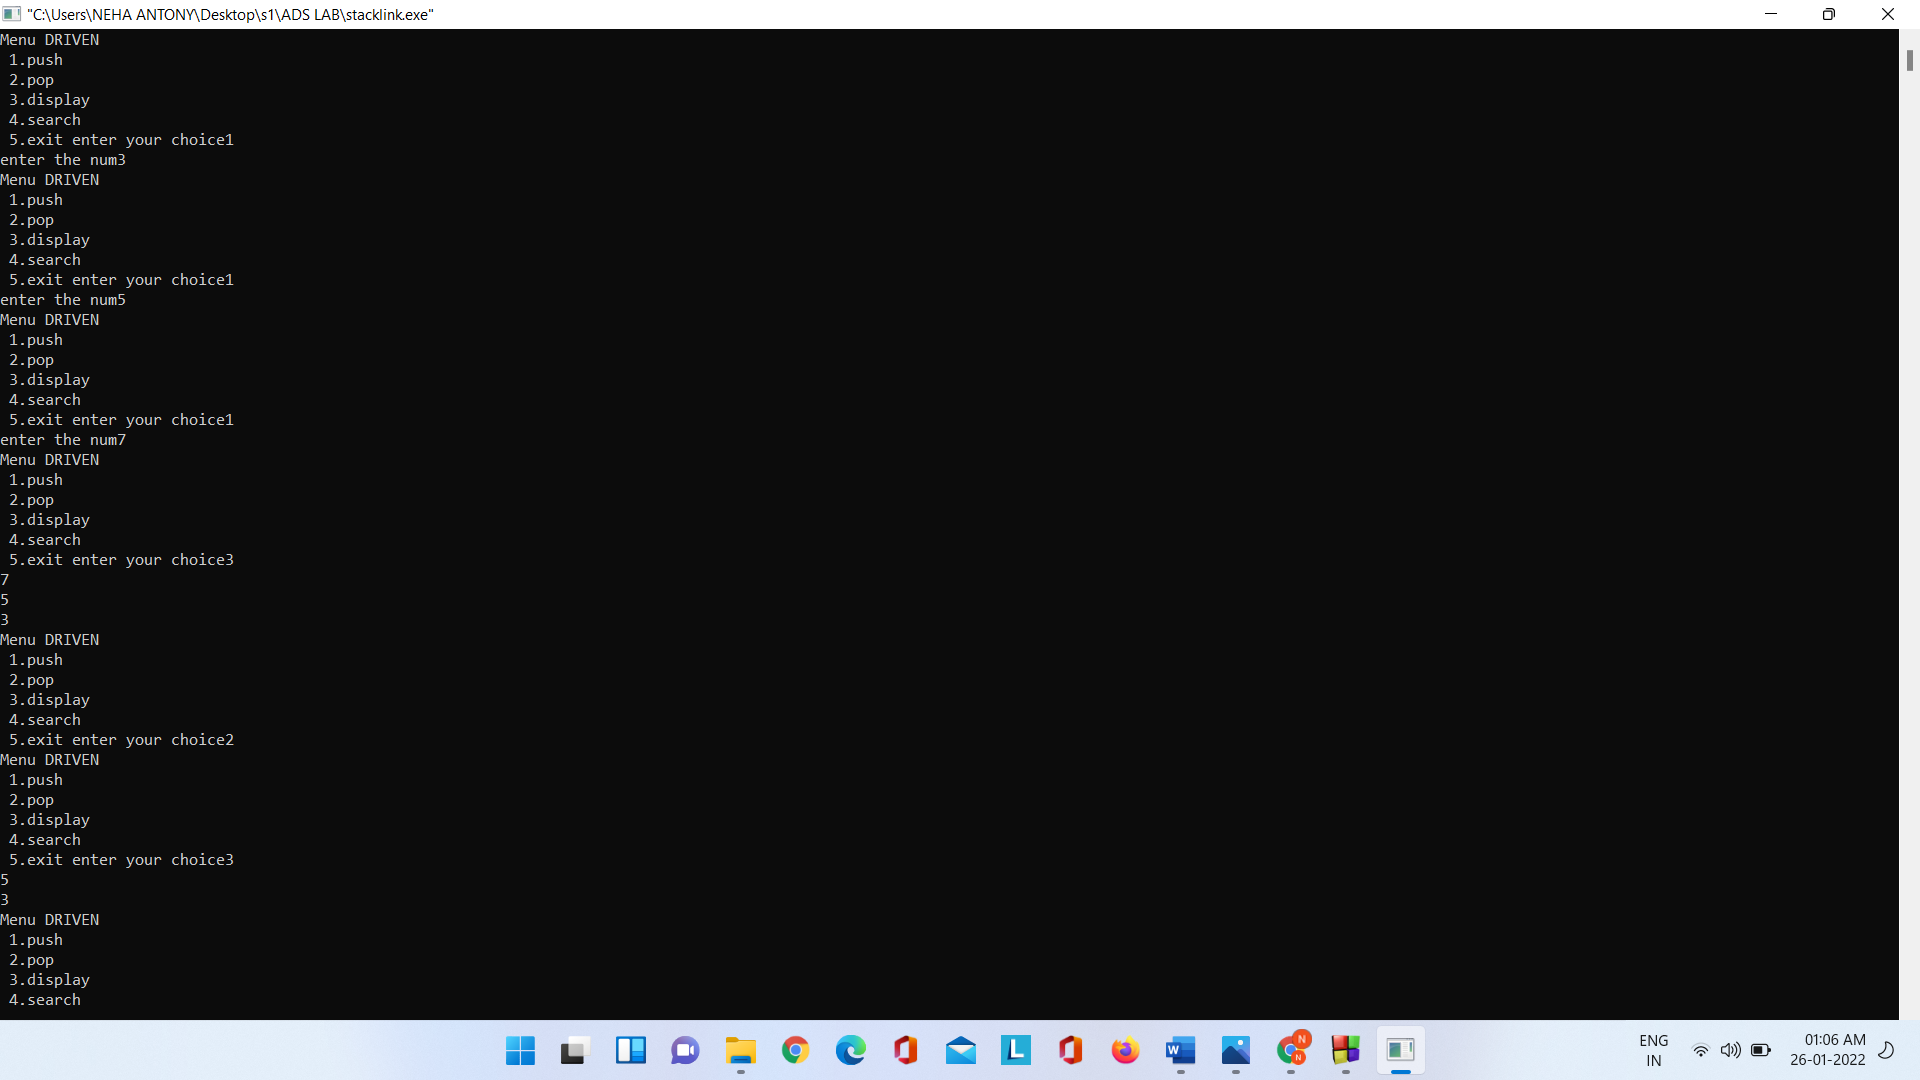 "C:\Users\NEHA ANTONY\Desktop\s1\ADS LAB\stacklink.exe"
Menu DRIVEN
 1.push
 2.pop
 3.display
 4.search
 5.exit enter your choice1
enter the num3
Menu DRIVEN
 1.push
 2.pop
 3.display
 4.search
 5.exit enter your choice1
enter the num5
Menu DRIVEN
 1.push
 2.pop
 3.display
 4.search
 5.exit enter your choice1
enter the num7
Menu DRIVEN
 1.push
 2.pop
 3.display
 4.search
 5.exit enter your choice3
7
5
3
Menu DRIVEN
 1.push
 2.pop
 3.display
 4.search
 5.exit enter your choice2
Menu DRIVEN
 1.push
 2.pop
 3.display
 4.search
 5.exit enter your choice3
5
3
Menu DRIVEN
 1.push
 2.pop
 3.display
 4.search
L
W
N
N
ENG
IN
01:06 AM
26-01-2022